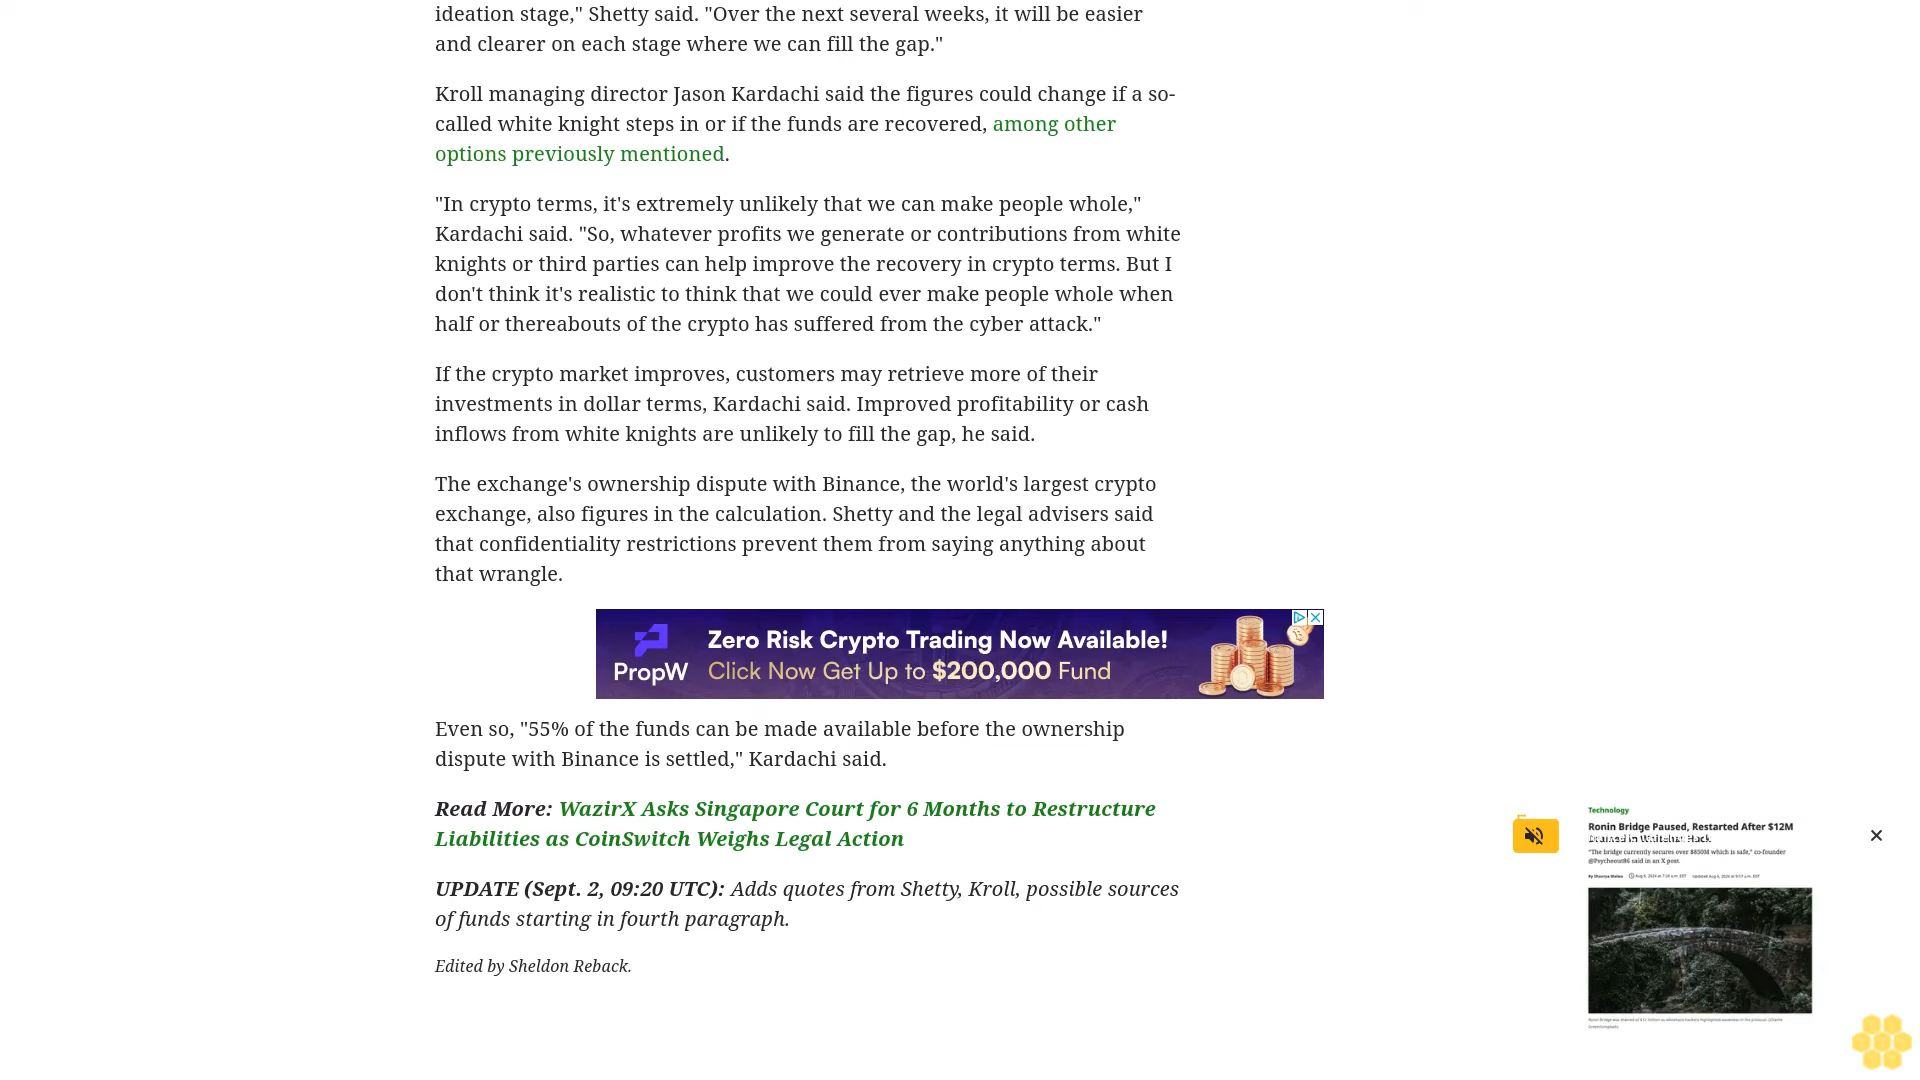 ideation stage," Shetty said. "Over the next several weeks, it will be easier
and clearer on each stage where we can fill the gap."
Kroll managing director Jason Kardachi said the figures could change if a so-
called white knight steps in or if the funds are recovered, among other
options previously mentioned.
"In crypto terms, it's extremely unlikely that we can make people whole,"
Kardachi said. "So, whatever profits we generate or contributions from white
knights or third parties can help improve the recovery in crypto terms. But I
don't think it's realistic to think that we could ever make people whole when
half or thereabouts of the crypto has suffered from the cyber attack."
If the crypto market improves, customers may retrieve more of their
investments in dollar terms, Kardachi said. Improved profitability or cash
inflows from white knights are unlikely to fill the gap, he said.
The exchange's ownership dispute with Binance, the world's largest crypto
exchange, also figures in the calculation. Shetty and the legal advisers said
that confidentiality restrictions prevent them from saying anything about
that wrangle.
PropW
Zero Risk Crypto Trading Now Available!
Click Now Get Up to $200,000 Fund
Even so, "55% of the funds can be made available before the ownership
dispute with Binance is settled," Kardachi said.
Read More: WazirX Asks Singapore Court for 6 Months to Restructure
Liabilities as CoinSwitch Weighs Legal Action
UPDATE (Sept. 2, 09:20 UTC): Adds quotes from Shetty, Kroll, possible sources
of funds starting in fourth paragraph.
Edited by Sheldon Reback.
Technology
Ronin Bridge Paused, Restarted After $12M
"The bridge currently secures over $850M which is safe," co-founder
@Psycheout86 said in an X post.